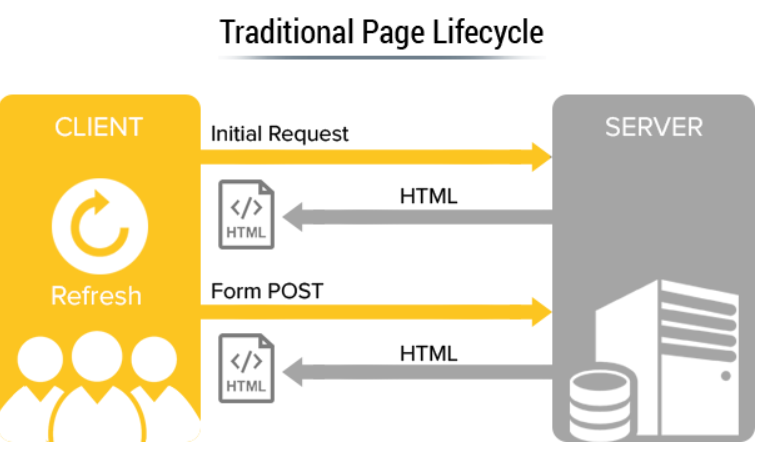 Traditional Page Lifecycle
CLIENT
Initial Request
SERVER
HTML
</>
HTML
Refresh
Form POST
HTML
</>
HTML